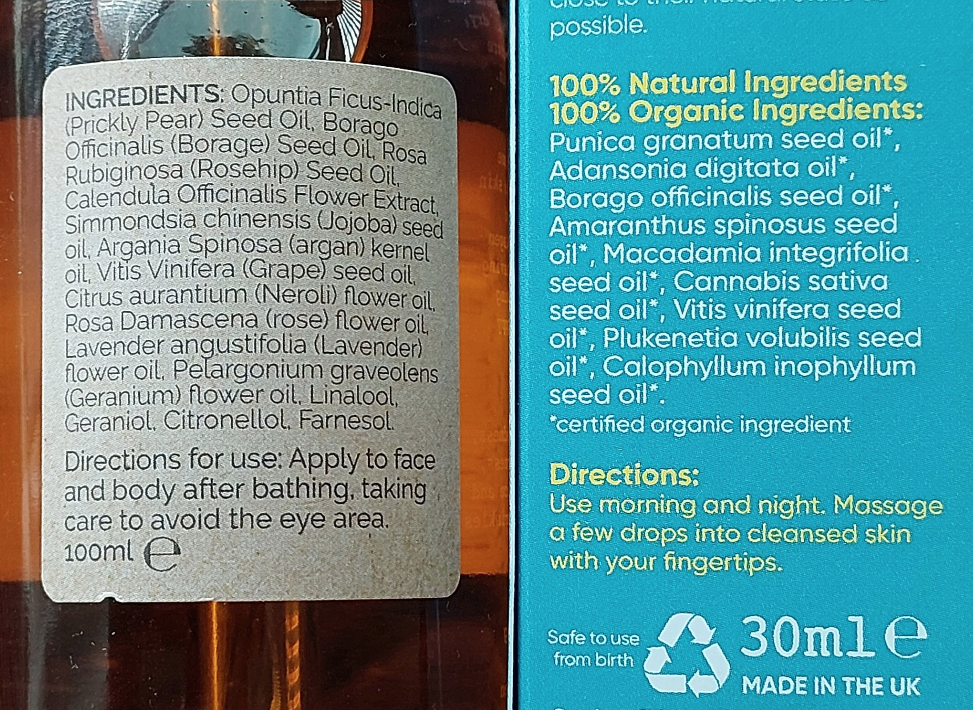 INGREDIENTS: Opuntia Ficus-Indica
(Prickly Pear) Seed Oil, Borago
Officinalis (Borage) Seed Oil, Rosa
Rubiginosa (Rosehip) Seed Oil,
Calendula Officinalis Flower Extract,
Simmondsia chinensis (Jojoba) seed
oil, Argania Spinosa (argan) kernel
oil, Vitis Vinifera (Grape) seed oil,
Citrus aurantium (Neroli) flower oil,
Rosa Damascena (rose) flower oil,
Lavender angustifolia (Lavender)
flower oil, Pelargonium graveolens
(Geranium) flower oil, Linalool,
Geraniol, Citronellol, Farnesol.
Directions for use: Apply to face
and body after bathing, taking
care to avoid the eye area.
100ml ℮
possible.
100% Natural Ingredients
100% Organic Ingredients:
Punica granatum seed oil*,
Adansonia digitata oil*,
Borago officinalis seed oil*,
Amaranthus spinosus seed
oil*, Macadamia integrifolia
seed oil*, Cannabis sativa
seed oil*, Vitis vinifera seed
oil*, Plukenetia volubilis seed
oil*, Calophyllum inophyllum
seed oil*.
*certified organic ingredient
Directions:
Use morning and night. Massage
a few drops into cleansed skin
with your fingertips.
Safe to use
from birth
30ml ℮
MADE IN THE UK